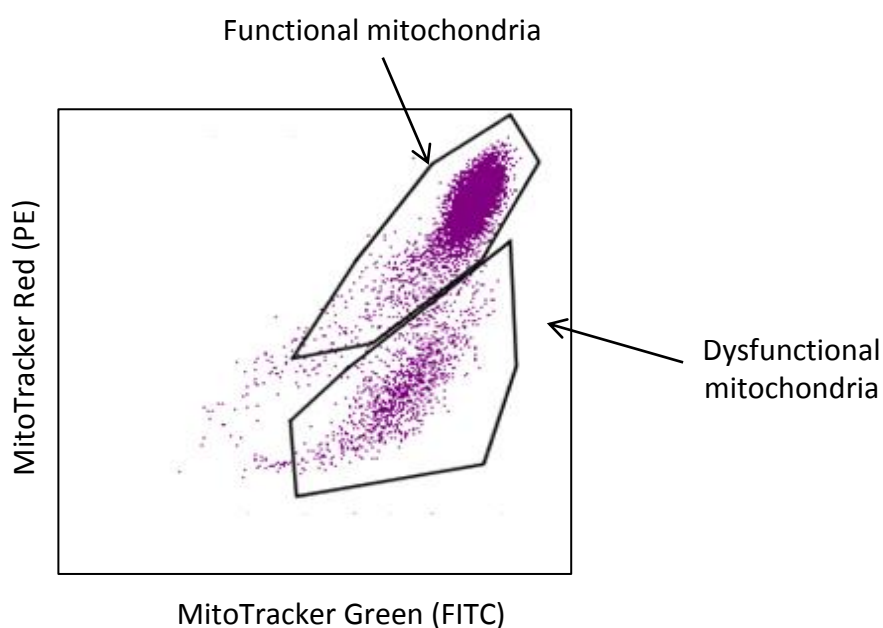 Functional mitochondria
MitoTracker Red (PE)
Dysfunctional
mitochondria
MitoTracker Green (FITC)